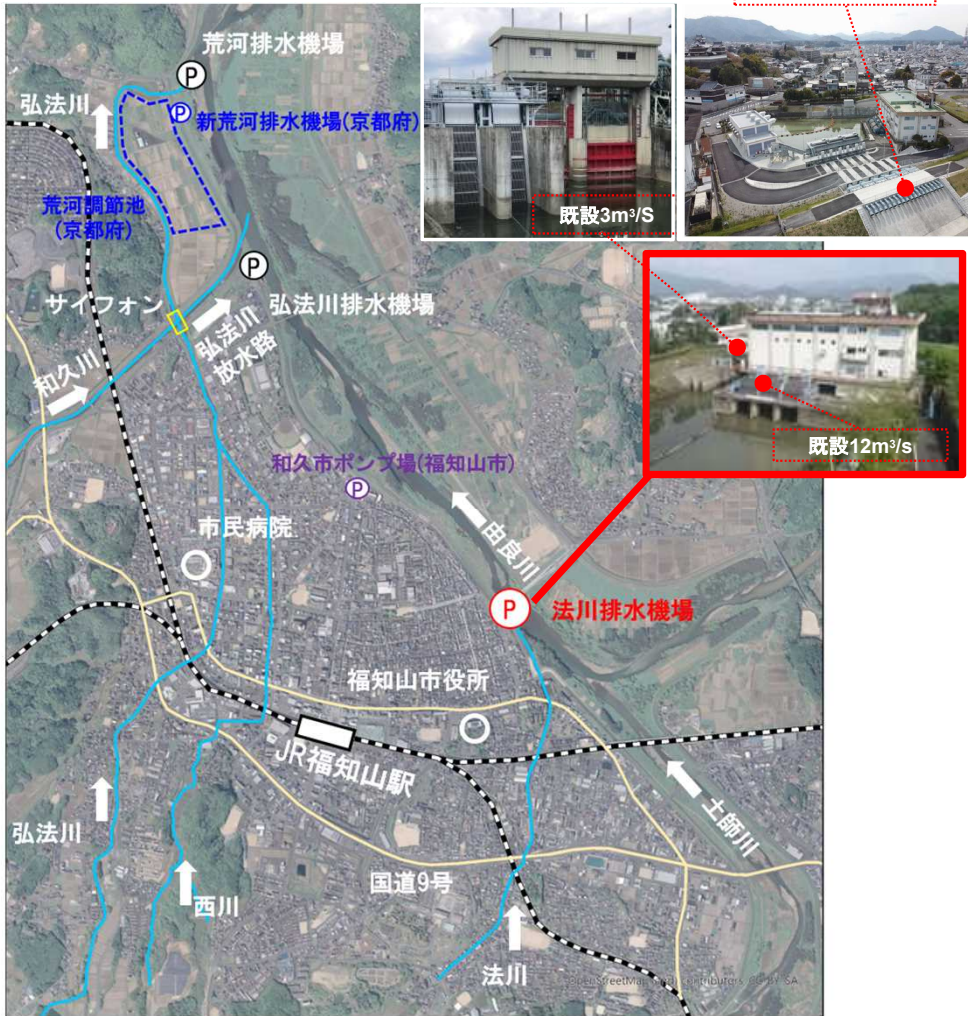 荒河排水機場
P
弘法川
P
新荒河排水機場(京都府)
荒河調節池
(京都府)
既設3m³/S
P
サイフォン
弘法川排水機場
弘法川
放水路
和久川
既設12m³/s
和久市ポンプ場(福知山市)
P
市民病院
由良川
P
法川排水機場
福知山市役所
JR福知山駅
土師川
弘法川
国道9号
西川
法川